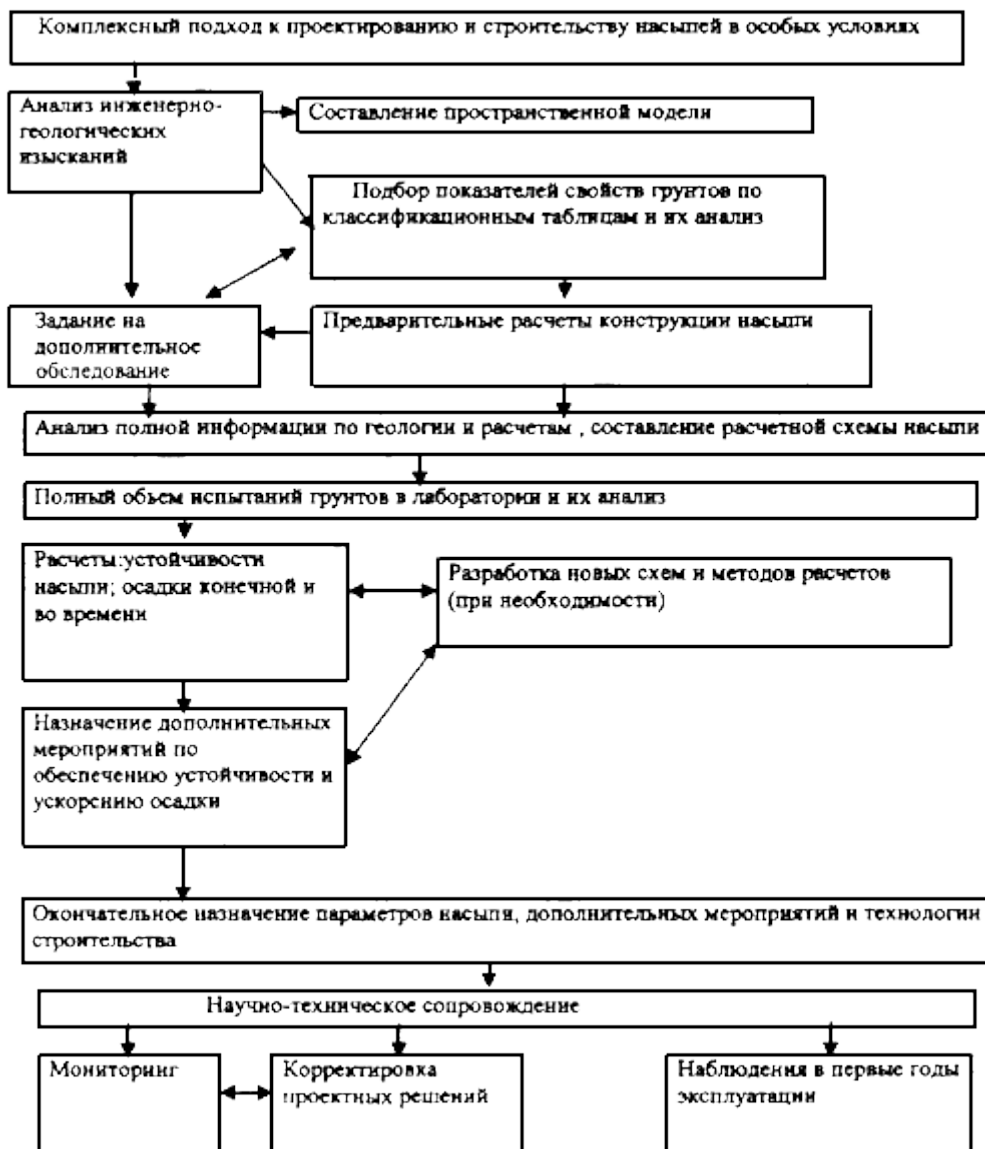 Комплексный подход к проектированию и строительству насыпей в особых условиях
Анализ инженерно-
геологических
изысканий
Составление пространственной модели
Подбор показателей свойств грунтов по
классификационным таблицам и их анализ
Задание на
дополнительное
обследование
Предварительные расчеты конструкции насыпи
Анализ полной информации по геологии и расчетам , составление расчетной схемы насыпи
Полный обьем испытаний грунтов в лаборатории и их анализ
Расчеты:устойчивости
насыпи; осадки конечной и
во времени
Разработка новых схем и методов расчетов
(при необходимости)
Назначение дополнительных
мероприятий по
обеспечению устойчивости и
ускорению осадки
Окончательное назначение параметров насыпи, дополнительных мероприятий и технологии
строительства
Научно-техническое сопровождение
Мониторинг
Корректировка
проектных решений
Наблюдения в первые годы
эксплуатации